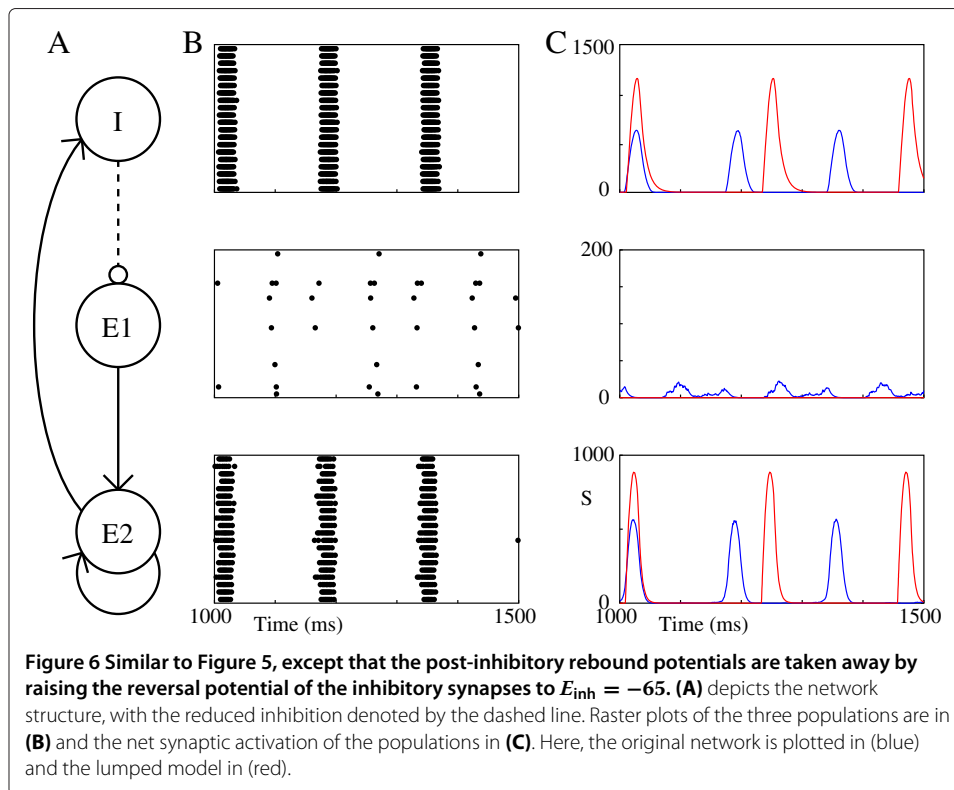 A
B
C
I
E1
E2
1000
1500
Time (ms)
1500
0
200
0
1000
S
0
1000
1500
Time (ms)
Figure 6 Similar to Figure 5, except that the post-inhibitory rebound potentials are taken away by
raising the reversal potential of the inhibitory synapses to E_inh = −65. (A) depicts the network
structure, with the reduced inhibition denoted by the dashed line. Raster plots of the three populations are in
(B) and the net synaptic activation of the populations in (C). Here, the original network is plotted in (blue)
and the lumped model in (red).